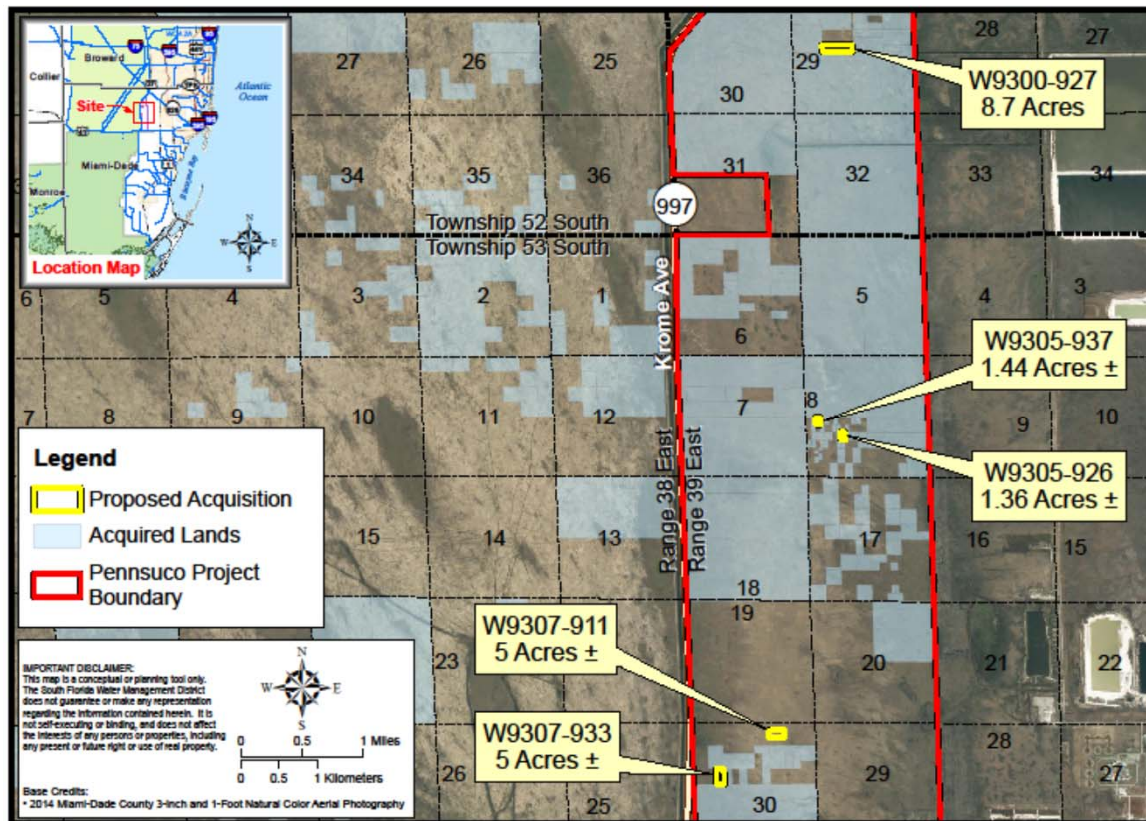 Broward
Collier
Atlantic
Ocean
Site
Miami-Dade
Monroe
Biscayne Bay
N
W E
S
Location Map
27 26 25 30 29 28 27
W9300-927
8.7 Acres
34 35 36 31 32 33 34
997
Township 52 South
Township 53 South
6 5 4 3 2 1 6 5 4 3
Krome Ave
W9305-937
1.44 Acres ±
7 8 9 10 11 12 7 8 9 10
W9305-926
1.36 Acres ±
Range 38 East
Range 39 East
15 14 13 18 17 16 15
Legend
Proposed Acquisition
Acquired Lands
Pennsuco Project
Boundary
W9307-911
5 Acres ±
23 19 20 21 22
W9307-933
5 Acres ±
26 25 30 29 28 27
IMPORTANT DISCLAIMER:
This map is a conceptual or planning tool only.
The South Florida Water Management District
does not guarantee or make any representation
regarding the information contained herein. It is
not self-executing or binding, and does not affect
the interests of any persons or properties, including
any present or future right or use of real property.
N
W E
S
0 0.5 1 Miles
0 0.5 1 Kilometers
Base Credits:
• 2014 Miami-Dade County 3-Inch and 1-Foot Natural Color Aerial Photography